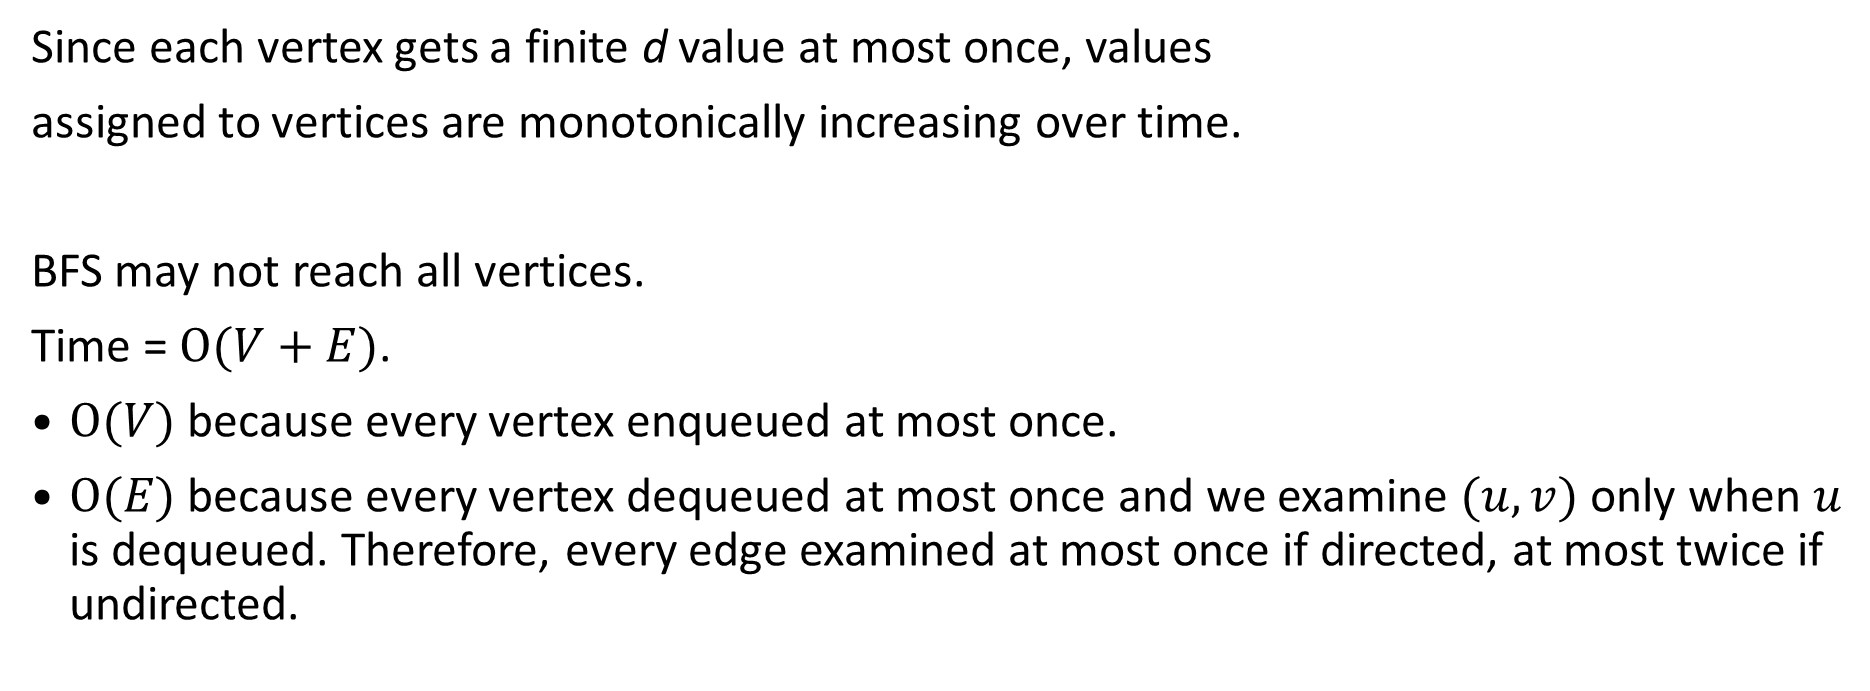 Since each vertex gets a finite d value at most once, values
assigned to vertices are monotonically increasing over time.
BFS may not reach all vertices.
Time = O(V + E).
• O(V) because every vertex enqueued at most once.
• O(E) because every vertex dequeued at most once and we examine (u, v) only when u
is dequeued. Therefore, every edge examined at most once if directed, at most twice if
undirected.